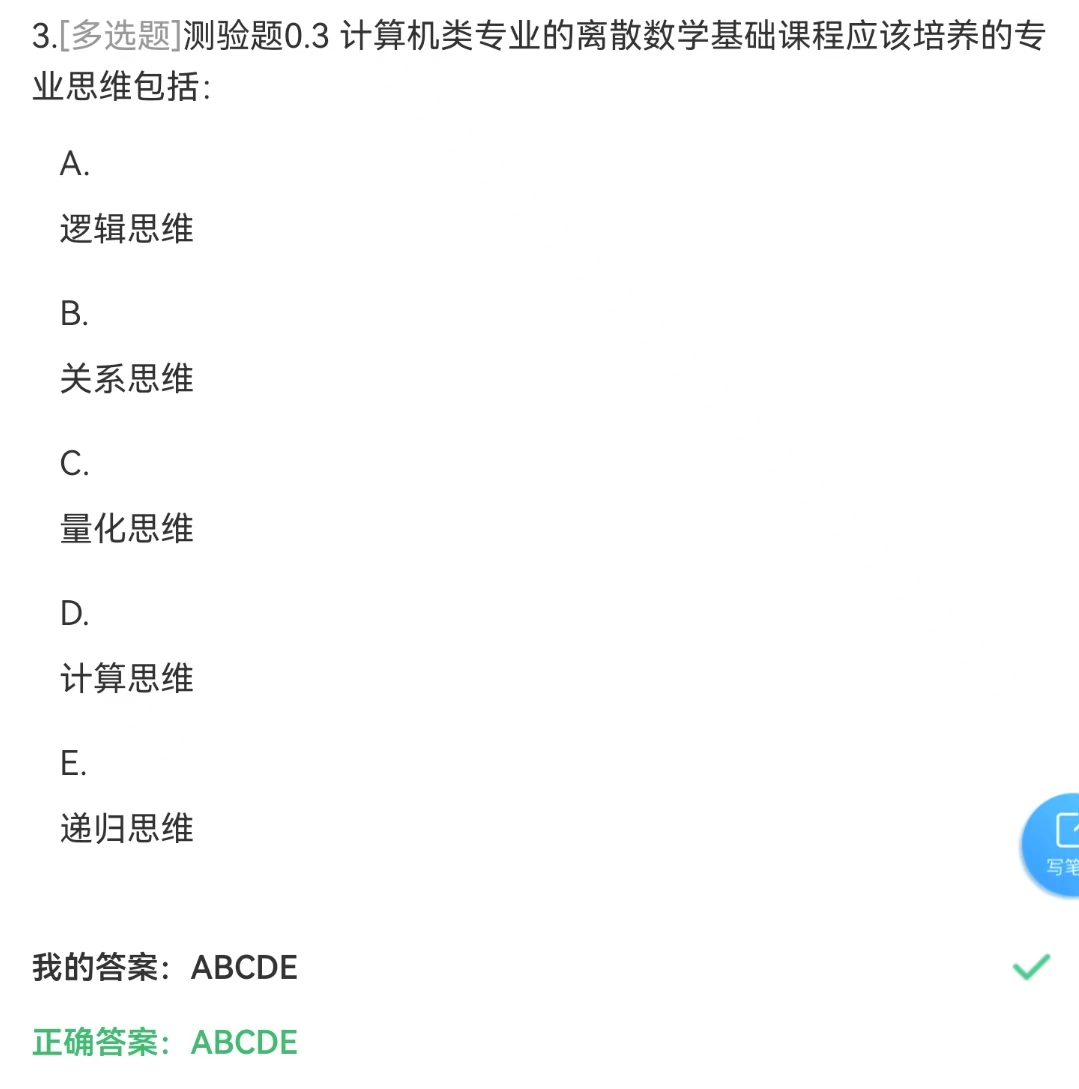 3.[多选题]测验题0.3 计算机类专业的离散数学基础课程应该培养的专
业思维包括：
A.
逻辑思维
B.
关系思维
C.
量化思维
D.
计算思维
E.
递归思维
写笔
我的答案：ABCDE
正确答案：ABCDE